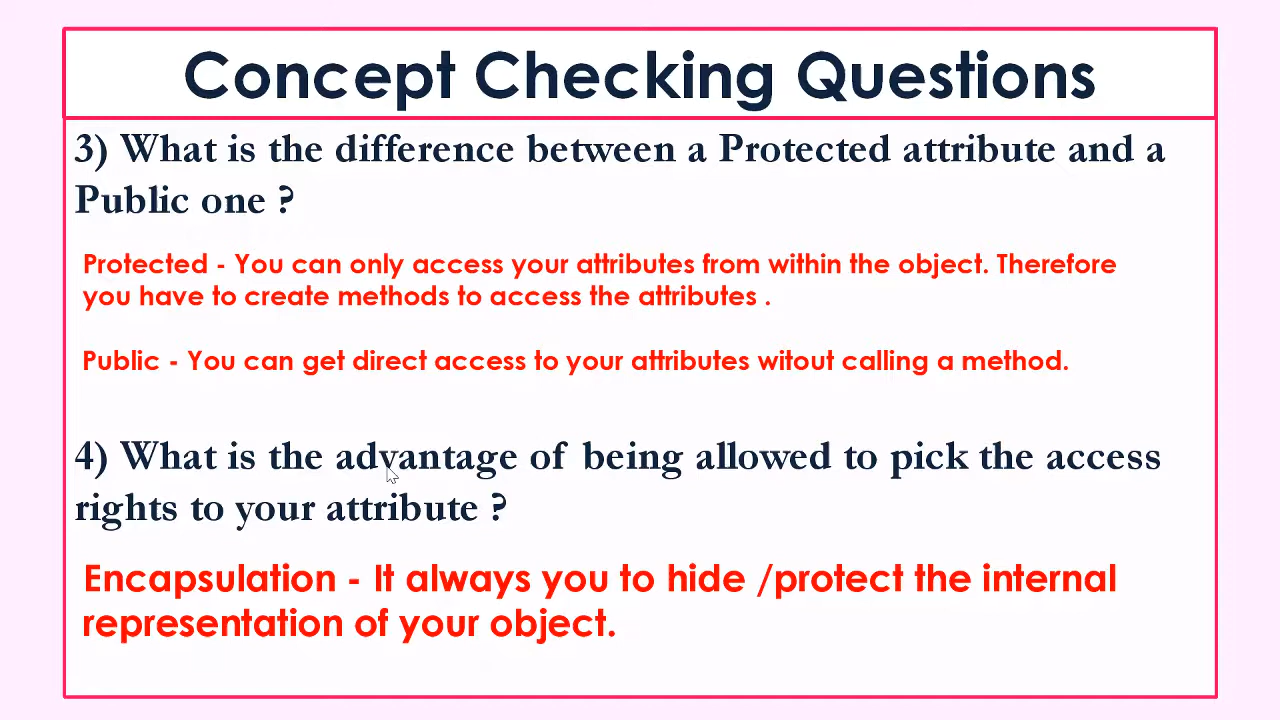 Concept Checking Questions
3) What is the difference between a Protected attribute and a
Public one ?
Protected - You can only access your attributes from within the object. Therefore
you have to create methods to access the attributes .
Public - You can get direct access to your attributes witout calling a method.
4) What is the advantage of being allowed to pick the access
rights to your attribute ?
Encapsulation - It always you to hide /protect the internal
representation of your object.